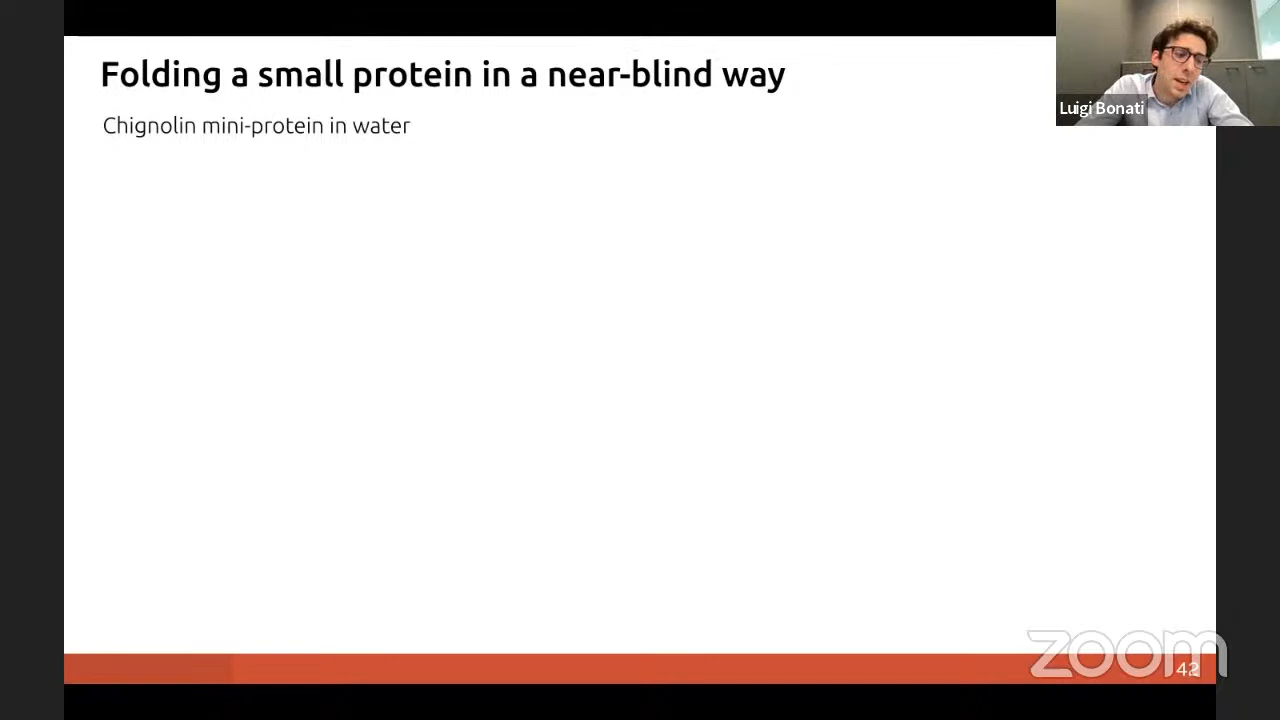 Folding a small protein in a near-blind way
Chignolin mini-protein in water
Luigi Bonati
zoom
42